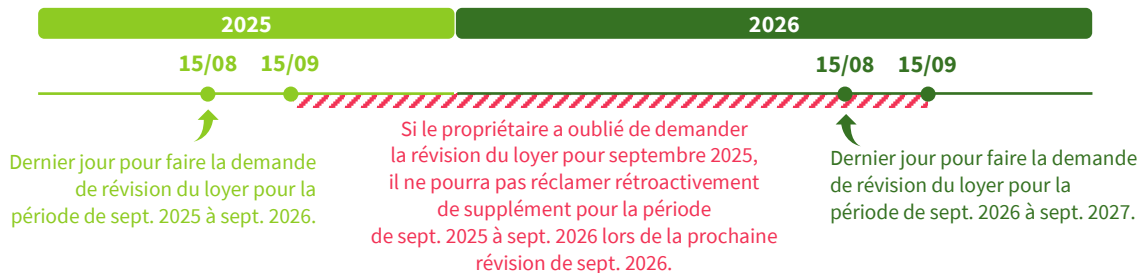 2025
2026
15/08
15/09
15/08
15/09
Dernier jour pour faire la demande
de révision du loyer pour la
période de sept. 2025 à sept. 2026.
Si le propriétaire a oublié de demander
la révision du loyer pour septembre 2025,
il ne pourra pas réclamer rétroactivement
de supplément pour la période
de sept. 2025 à sept. 2026 lors de la prochaine
révision de sept. 2026.
Dernier jour pour faire la demande
de révision du loyer pour la
période de sept. 2026 à sept. 2027.